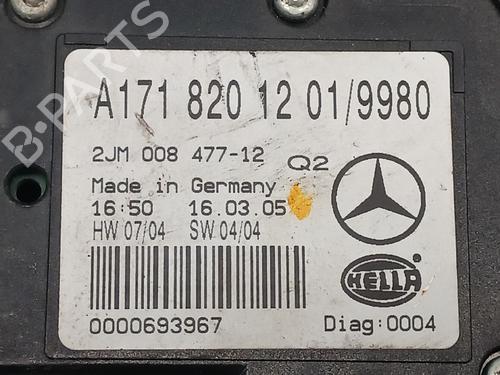 A171 820 12 01/9980
2JM 008 477-12 Q2
Made in Germany
16:50 16.03.05
HW 07/04 SW 04/04
HELLA
0000693967 Diag:0004
B-PARTS